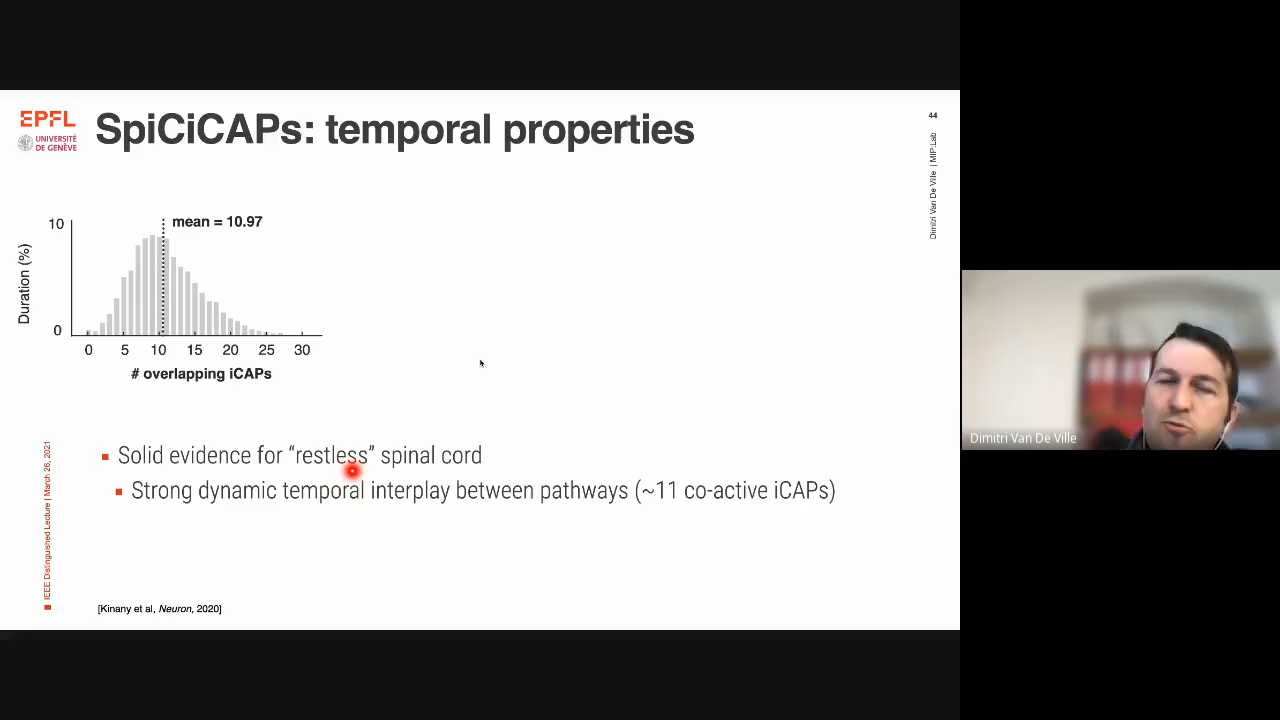 EPFL
UNIVERSITÉ
DE GENÈVE
SpiCiCAPs: temporal properties
44
Dimitri Van De Ville | MIP:Lab
10
mean = 10.97
Duration (%)
0
0 5 10 15 20 25 30
# overlapping iCAPs
Dimitri Van De Ville
Solid evidence for “restless” spinal cord
Strong dynamic temporal interplay between pathways (~11 co-active iCAPs)
IEEE Distinguished Lecture | March 26, 2021
[Kinany et al, Neuron, 2020]